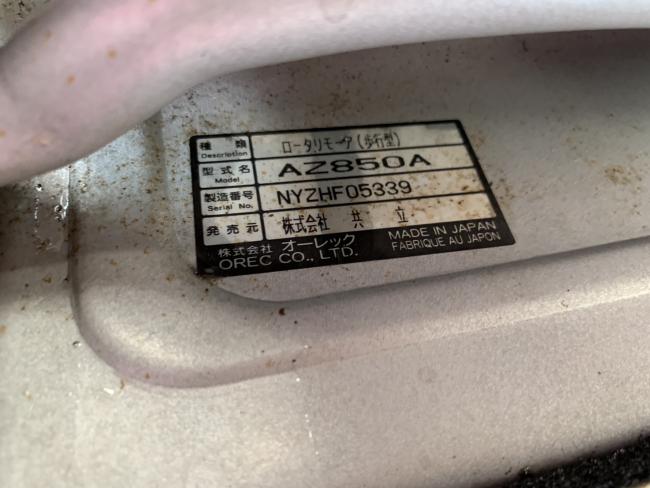 種類 ロータリモーア(歩行型)
Description
型式名 AZ850A
Model
製造番号 NYZHF05339
Serial No.
発売元 株式会社 共 立
株式会社 オーレック MADE IN JAPAN
OREC CO., LTD. FABRIQUE AU JAPON